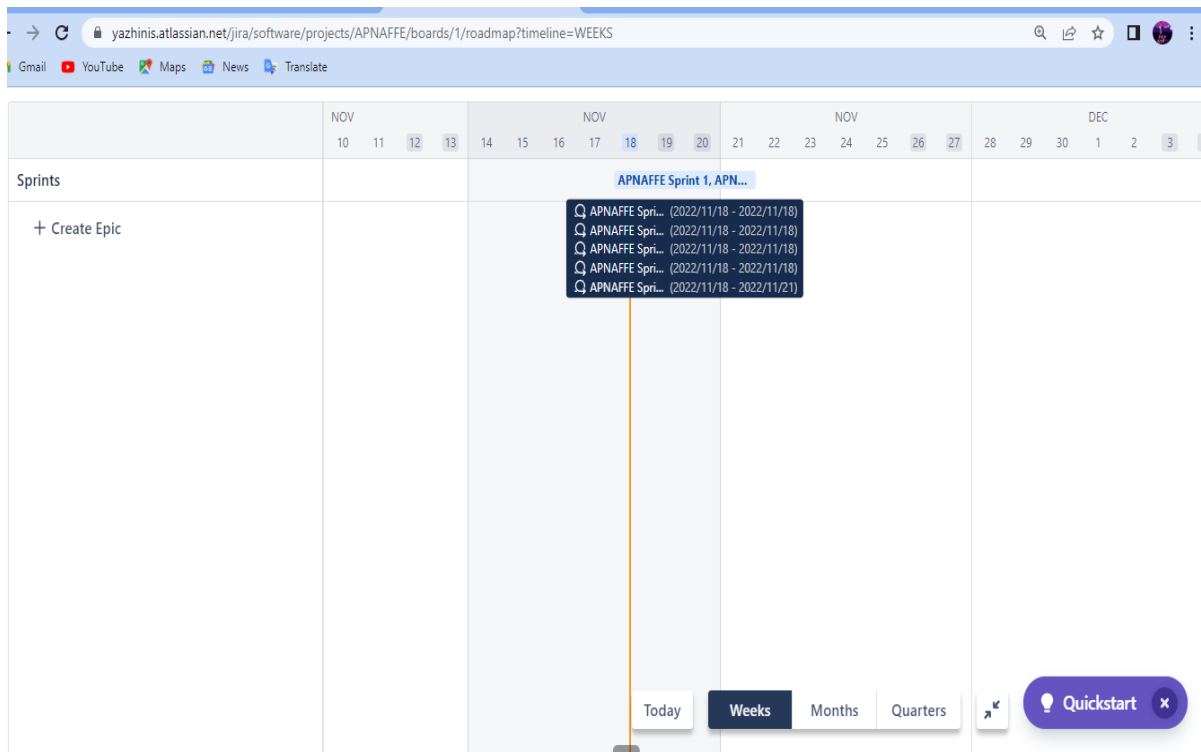 yazhinis.atlassian.net/jira/software/projects/APNAFFE/boards/1/roadmap?timeline=WEEKS
Gmail YouTube Maps News Translate
NOV NOV NOV DEC
10 11 12 13 14 15 16 17 18 19 20 21 22 23 24 25 26 27 28 29 30 1 2 3
Sprints APNAFFE Sprint 1, APN...
+ Create Epic
APNAFFE Spri... (2022/11/18 - 2022/11/18)
APNAFFE Spri... (2022/11/18 - 2022/11/18)
APNAFFE Spri... (2022/11/18 - 2022/11/18)
APNAFFE Spri... (2022/11/18 - 2022/11/18)
APNAFFE Spri... (2022/11/18 - 2022/11/21)
Today Weeks Months Quarters Quickstart